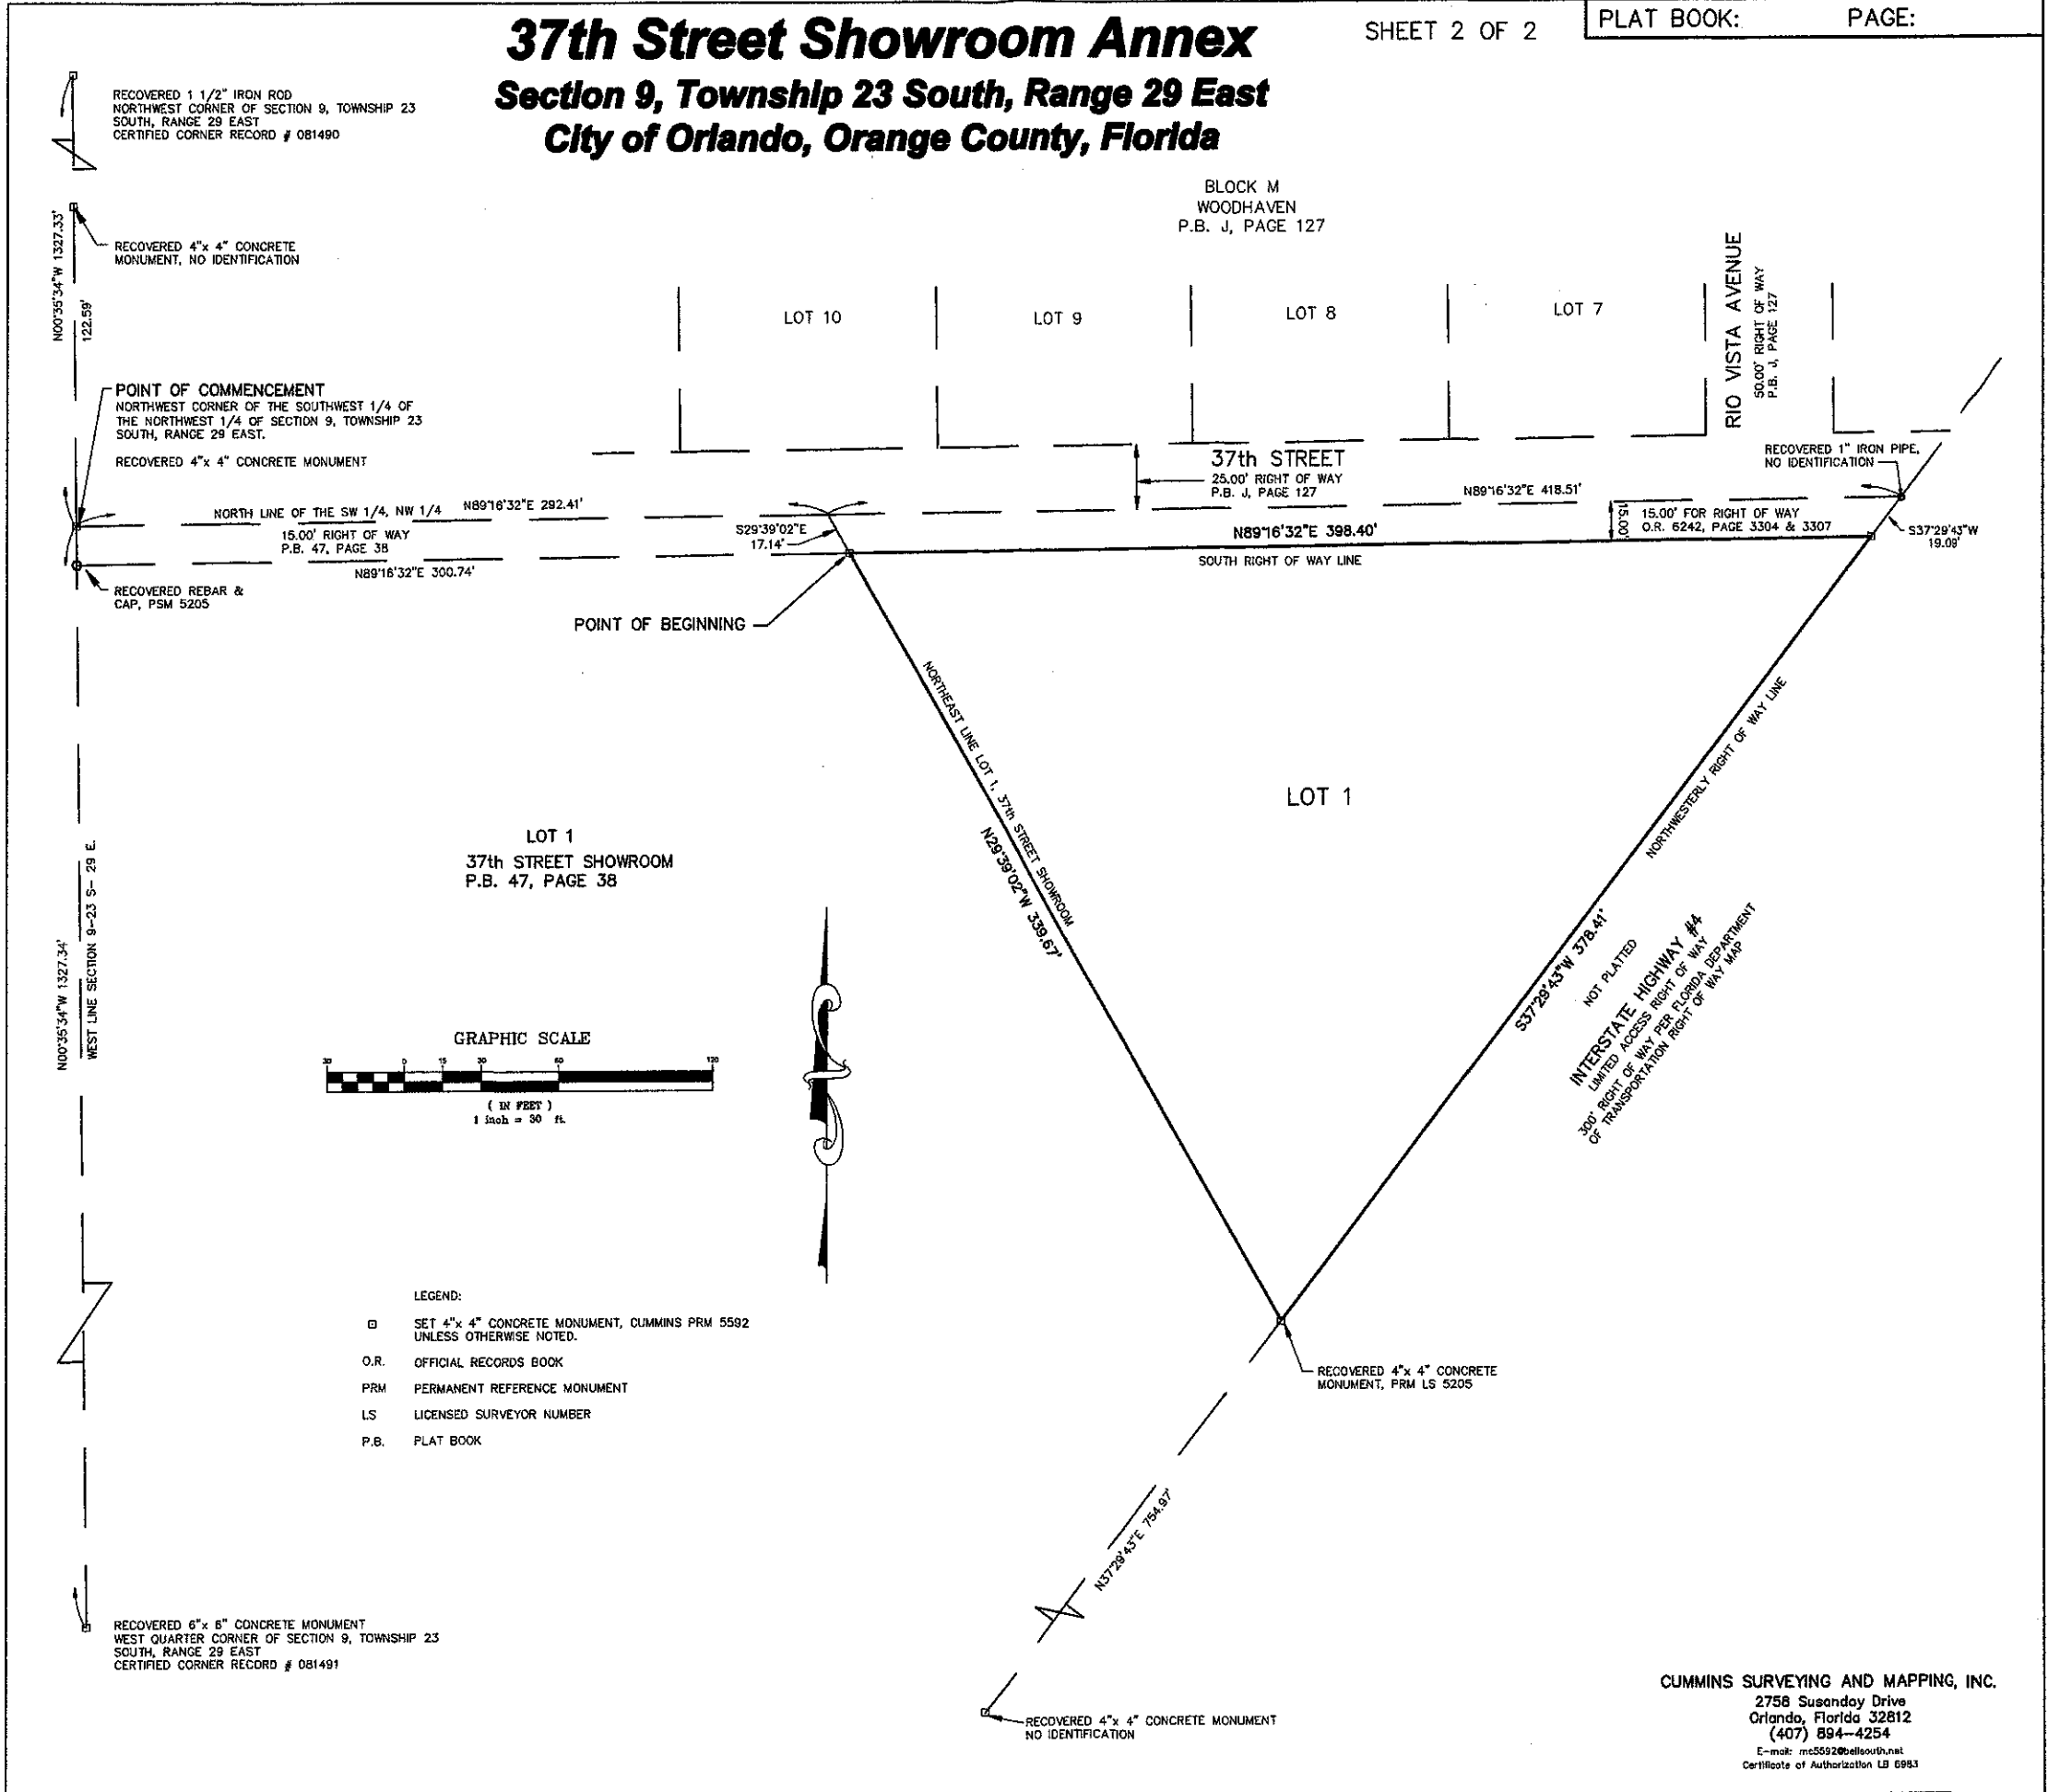 37th Street Showroom Annex
Section 9, Township 23 South, Range 29 East
City of Orlando, Orange County, Florida
SHEET 2 OF 2
PLAT BOOK: PAGE:
RECOVERED 1 1/2" IRON ROD
NORTHWEST CORNER OF SECTION 9, TOWNSHIP 23
SOUTH, RANGE 29 EAST
CERTIFIED CORNER RECORD # 081490
BLOCK M
WOODHAVEN
P.B. J, PAGE 127
N00°35'34"W 1327.33'
122.59'
RECOVERED 4"x 4" CONCRETE
MONUMENT, NO IDENTIFICATION
LOT 10
LOT 9
LOT 8
LOT 7
RIO VISTA AVENUE
50.00' RIGHT OF WAY
P.B. J, PAGE 127
POINT OF COMMENCEMENT
NORTHWEST CORNER OF THE SOUTHWEST 1/4 OF
THE NORTHWEST 1/4 OF SECTION 9, TOWNSHIP 23
SOUTH, RANGE 29 EAST.
RECOVERED 4"x 4" CONCRETE MONUMENT
37th STREET
25.00' RIGHT OF WAY
P.B. J, PAGE 127
RECOVERED 1" IRON PIPE,
NO IDENTIFICATION
NORTH LINE OF THE SW 1/4, NW 1/4
N89°16'32"E 292.41'
N89°16'32"E 418.51'
15.00' RIGHT OF WAY
P.B. 47, PAGE 38
S29°39'02"E
17.14'
N89°16'32"E 398.40'
15.00'
15.00' FOR RIGHT OF WAY
O.R. 6242, PAGE 3304 & 3307
S37°29'43"W
19.09'
N89°16'32"E 300.74'
SOUTH RIGHT OF WAY LINE
RECOVERED REBAR &
CAP, PSM 5205
POINT OF BEGINNING
NORTHEAST LINE LOT 1, 37th STREET SHOWROOM
N29°39'02"W 339.67'
LOT 1
NORTHWESTERLY RIGHT OF WAY LINE
S37°29'43"W 378.41'
NOT PLATTED
INTERSTATE HIGHWAY #4
LIMITED ACCESS RIGHT OF WAY
300' RIGHT OF WAY PER FLORIDA DEPARTMENT
OF TRANSPORTATION RIGHT OF WAY MAP
LOT 1
37th STREET SHOWROOM
P.B. 47, PAGE 38
N00°35'34"W 1327.34'
WEST LINE SECTION 9-23 S- 29 E.
GRAPHIC SCALE
30 0 15 30 60 120
( IN FEET )
1 inch = 30 ft.
LEGEND:
SET 4"x 4" CONCRETE MONUMENT, CUMMINS PRM 5592
UNLESS OTHERWISE NOTED.
O.R. OFFICIAL RECORDS BOOK
PRM PERMANENT REFERENCE MONUMENT
LS LICENSED SURVEYOR NUMBER
P.B. PLAT BOOK
RECOVERED 4"x 4" CONCRETE
MONUMENT, PRM LS 5205
N37°29'43"E 754.97'
RECOVERED 6"x 6" CONCRETE MONUMENT
WEST QUARTER CORNER OF SECTION 9, TOWNSHIP 23
SOUTH, RANGE 29 EAST
CERTIFIED CORNER RECORD # 081491
RECOVERED 4"x 4" CONCRETE MONUMENT
NO IDENTIFICATION
CUMMINS SURVEYING AND MAPPING, INC.
2758 Susanday Drive
Orlando, Florida 32812
(407) 894-4254
E-mail: mc5592@bellsouth.net
Certificate of Authorization LB 6983